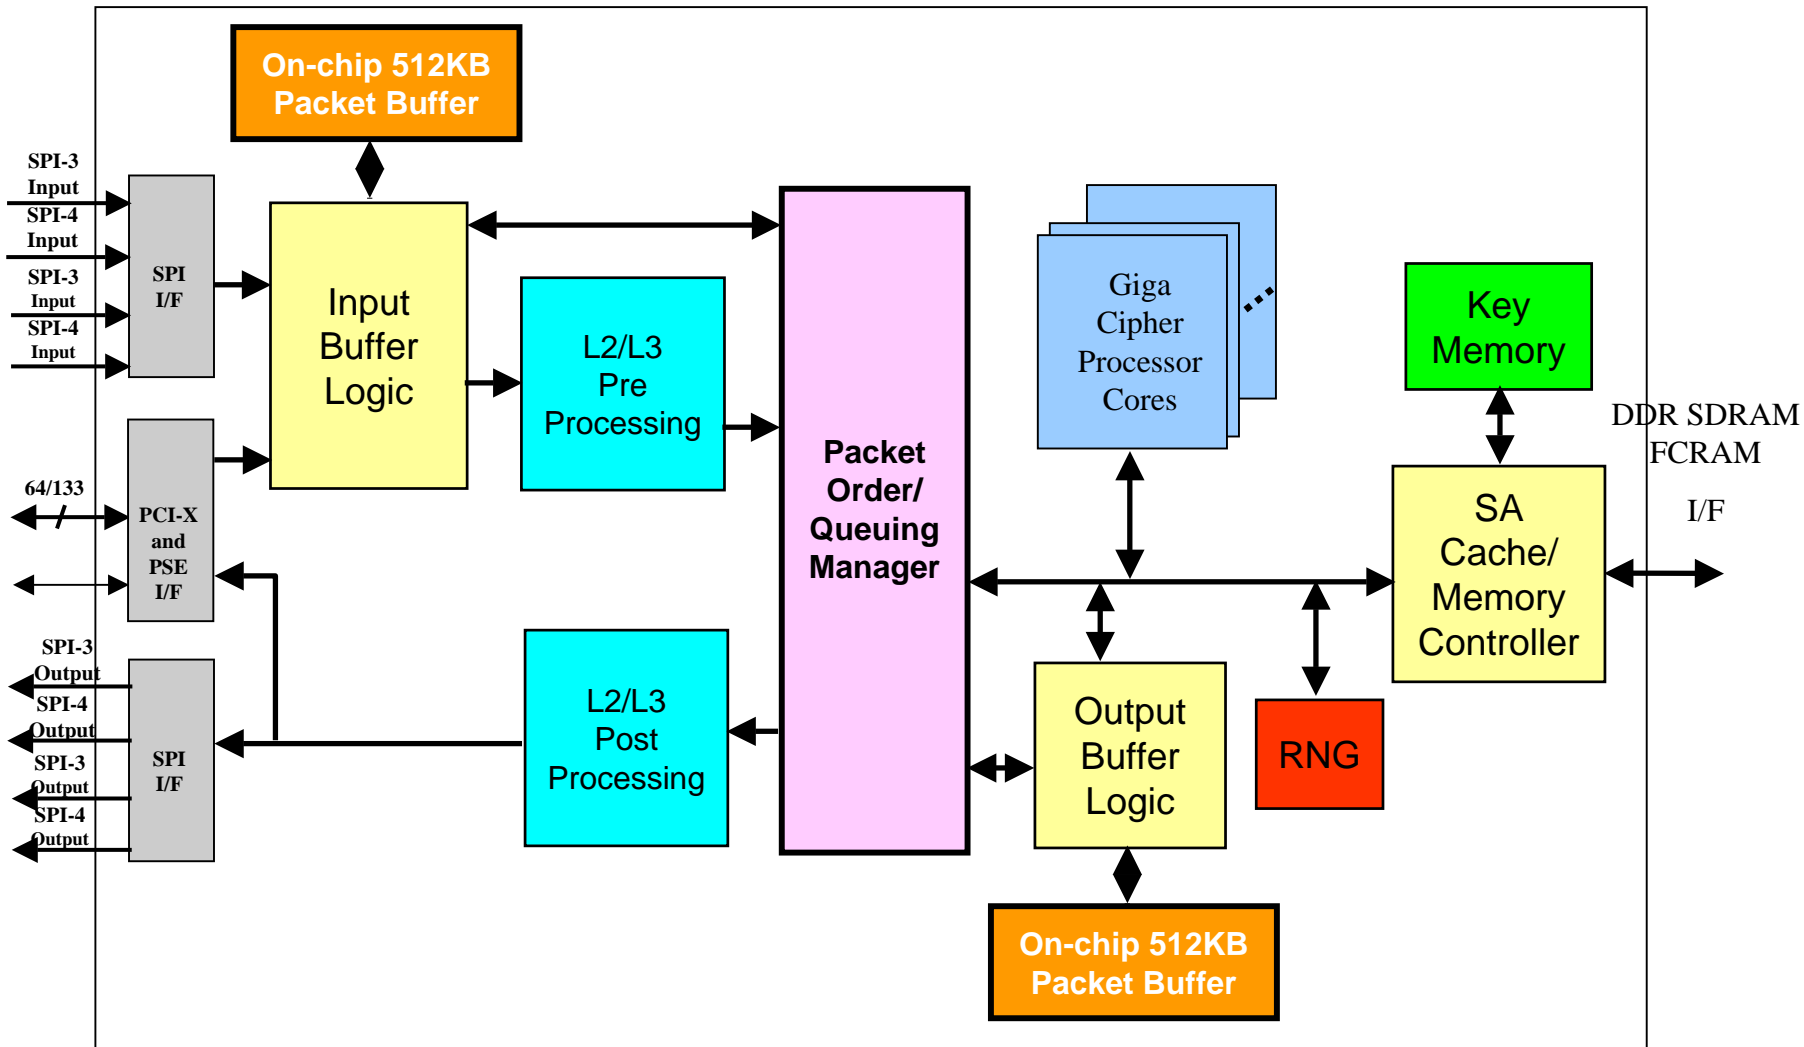 On-chip 512KB
Packet Buffer
SPI-3
Input
SPI-4
Input
SPI-3
Input
SPI-4
Input
SPI
I/F
Input
Buffer
Logic
L2/L3
Pre
Processing
Packet
Order/
Queuing
Manager
Giga
Cipher
Processor
Cores
Key
Memory
DDR SDRAM
FCRAM
I/F
SA
Cache/
Memory
Controller
64/133
PCI-X
and
PSE
I/F
SPI-3
Output
SPI-4
Output
SPI-3
Output
SPI-4
Output
SPI
I/F
L2/L3
Post
Processing
Output
Buffer
Logic
RNG
On-chip 512KB
Packet Buffer